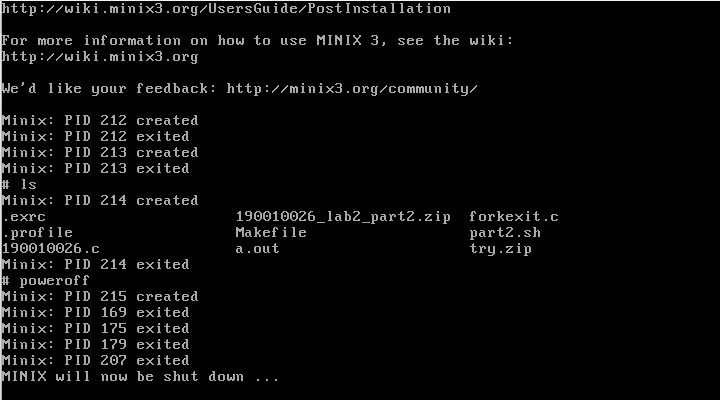 http://wiki.minix3.org/UsersGuide/PostInstallation
For more information on how to use MINIX 3, see the wiki:
http://wiki.minix3.org
We'd like your feedback: http://minix3.org/community/
Minix: PID 212 created
Minix: PID 212 exited
Minix: PID 213 created
Minix: PID 213 exited
# ls
Minix: PID 214 created
.exrc 190010026_lab2_part2.zip forkexit.c
.profile Makefile part2.sh
190010026.c a.out try.zip
Minix: PID 214 exited
# poweroff
Minix: PID 215 created
Minix: PID 169 exited
Minix: PID 175 exited
Minix: PID 179 exited
Minix: PID 207 exited
MINIX will now be shut down ...